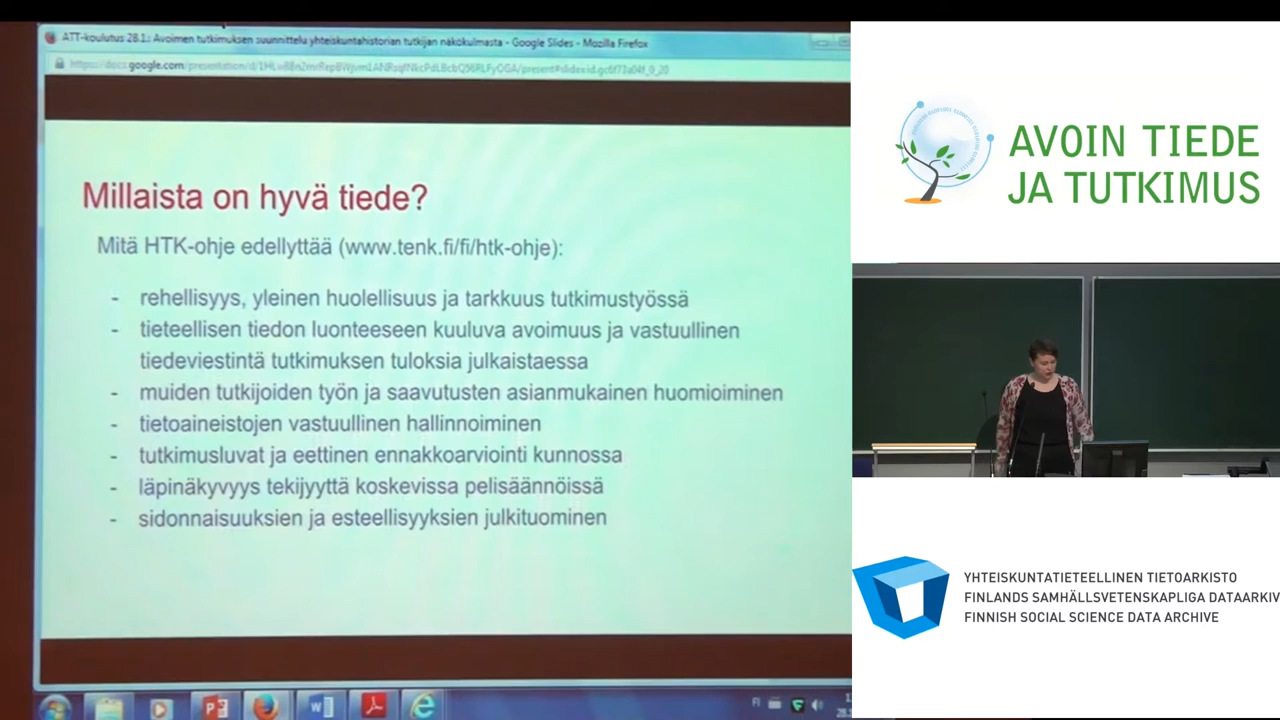 ATT-koulutus 28.1.: Avoimen tutkimuksen suunnittelu yhteiskuntahistorian tutkijan näkökulmasta - Google Slides - Mozilla Firefox
Millaista on hyvä tiede?
Mitä HTK-ohje edellyttää (www.tenk.fi/fi/htk-ohje):
- rehellisyys, yleinen huolellisuus ja tarkkuus tutkimustyössä
- tieteellisen tiedon luonteeseen kuuluva avoimuus ja vastuullinen
tiedeviestintä tutkimuksen tuloksia julkaistaessa
- muiden tutkijoiden työn ja saavutusten asianmukainen huomioiminen
- tietoaineistojen vastuullinen hallinnoiminen
- tutkimusluvat ja eettinen ennakkoarviointi kunnossa
- läpinäkyvyys tekijyyttä koskevissa pelisäännöissä
- sidonnaisuuksien ja esteellisyyksien julkituominen
FI
AVOIN TIEDE
JA TUTKIMUS
YHTEISKUNTATIETEELLINEN TIETOARKISTO
FINLANDS SAMHÄLLSVETENSKAPLIGA DATAARKIV
FINNISH SOCIAL SCIENCE DATA ARCHIVE